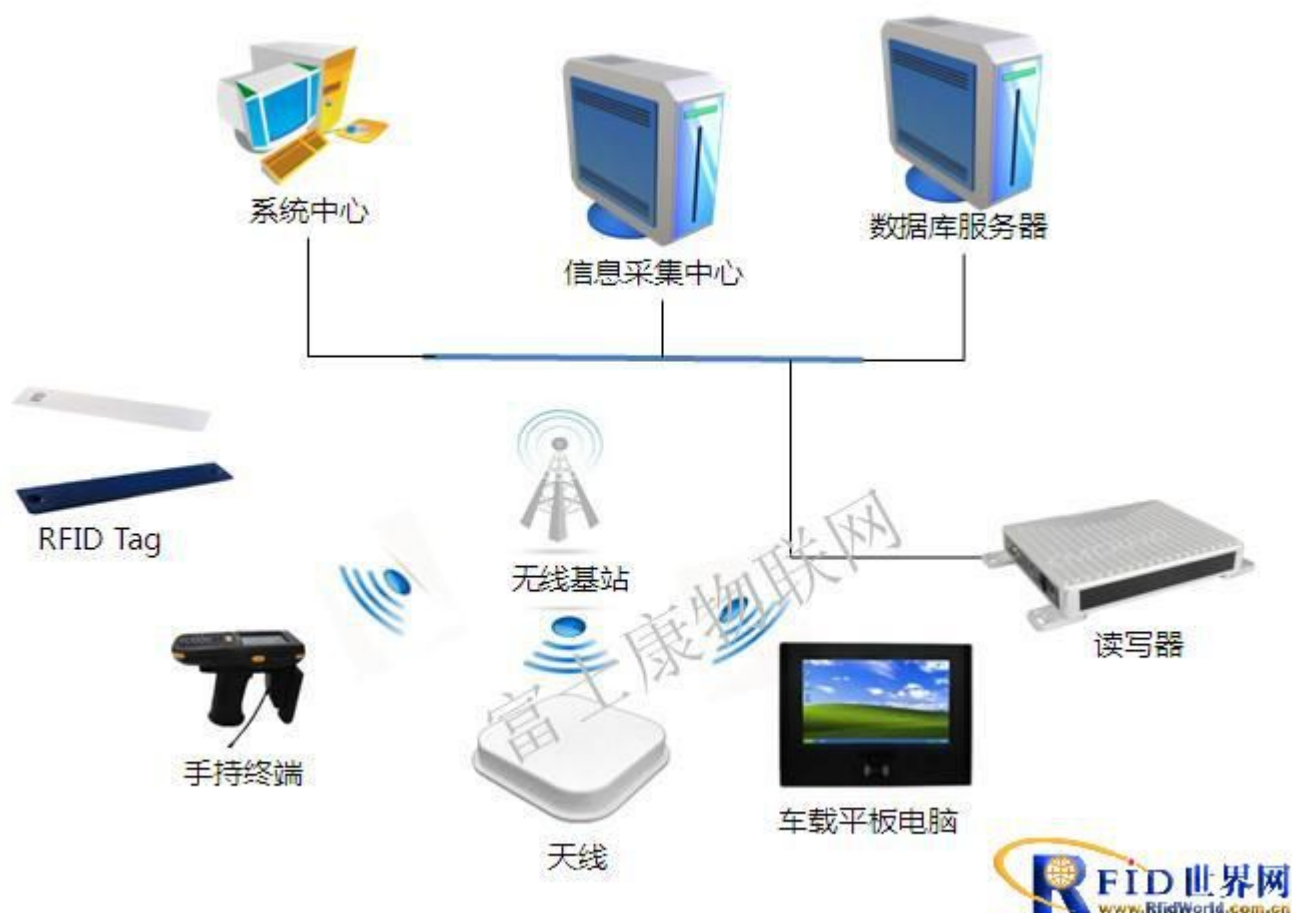 系统中心
信息采集中心
数据库服务器
RFID Tag
无线基站
富士康物联网
读写器
手持终端
天线
车载平板电脑
RFiD世界网
www.RfidWorld.com.cn